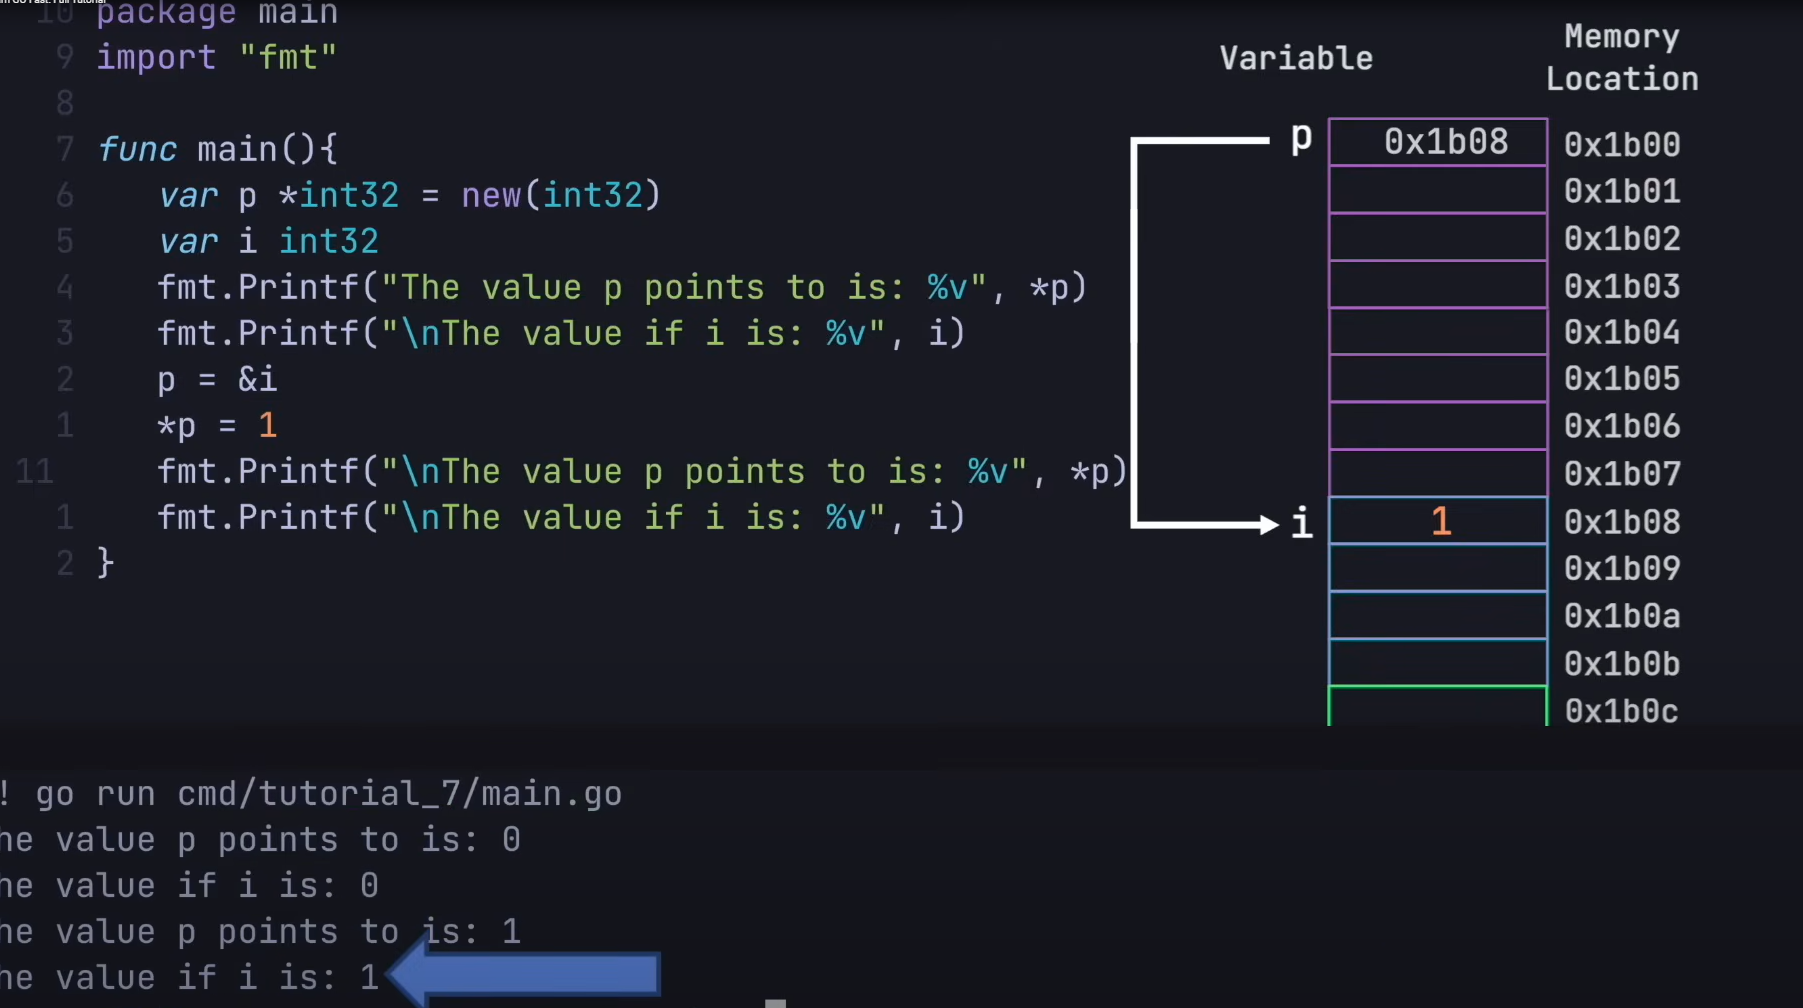 Full Tutorial
10 package main
9 import "fmt"
8
7 func main(){
6 var p *int32 = new(int32)
5 var i int32
4 fmt.Printf("The value p points to is: %v", *p)
3 fmt.Printf("\nThe value if i is: %v", i)
2 p = &i
1 *p = 1
11 fmt.Printf("\nThe value p points to is: %v", *p)
1 fmt.Printf("\nThe value if i is: %v", i)
2 }
Variable
Memory
Location
p 0x1b08 0x1b00
0x1b01
0x1b02
0x1b03
0x1b04
0x1b05
0x1b06
0x1b07
i 1 0x1b08
0x1b09
0x1b0a
0x1b0b
0x1b0c
! go run cmd/tutorial_7/main.go
he value p points to is: 0
he value if i is: 0
he value p points to is: 1
he value if i is: 1